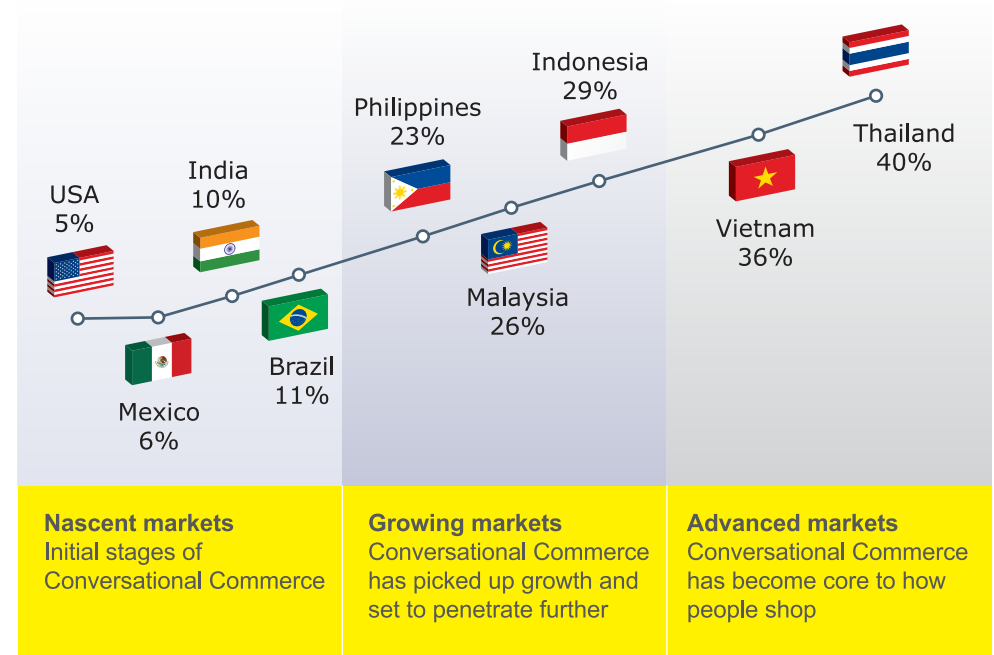 USA
5%
Mexico
6%
India
10%
Brazil
11%
Philippines
23%
Malaysia
26%
Indonesia
29%
Vietnam
36%
Thailand
40%
Nascent markets
Initial stages of
Conversational Commerce
Growing markets
Conversational Commerce
has picked up growth and
set to penetrate further
Advanced markets
Conversational Commerce
has become core to how
people shop